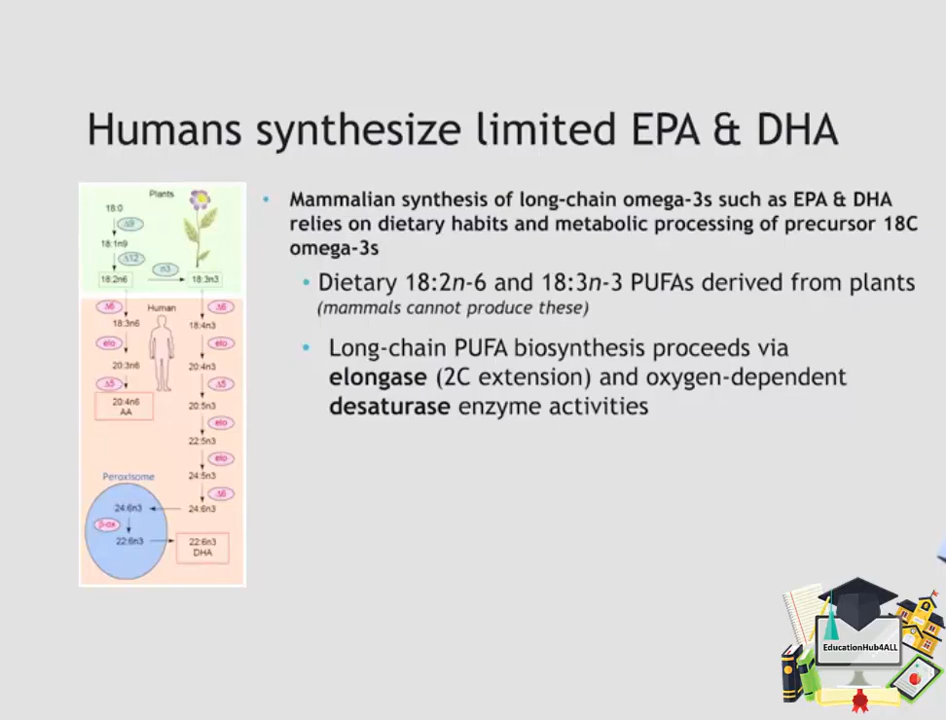 Humans synthesize limited EPA & DHA
Plants
18:0
Δ9
18:1n9
Δ12
n3
18:2n6
18:3n3
Δ6
Human
Δ6
18:3n6
18:4n3
elo
elo
20:3n6
20:4n3
Δ5
Δ5
20:4n6
AA
20:5n3
elo
22:5n3
elo
Peroxisome
24:5n3
Δ6
24:6n3
24:6n3
β-ox
22:6n3
22:6n3
DHA
• Mammalian synthesis of long-chain omega-3s such as EPA & DHA
relies on dietary habits and metabolic processing of precursor 18C
omega-3s
• Dietary 18:2n-6 and 18:3n-3 PUFAs derived from plants
(mammals cannot produce these)
• Long-chain PUFA biosynthesis proceeds via
elongase (2C extension) and oxygen-dependent
desaturase enzyme activities
EducationHub4ALL